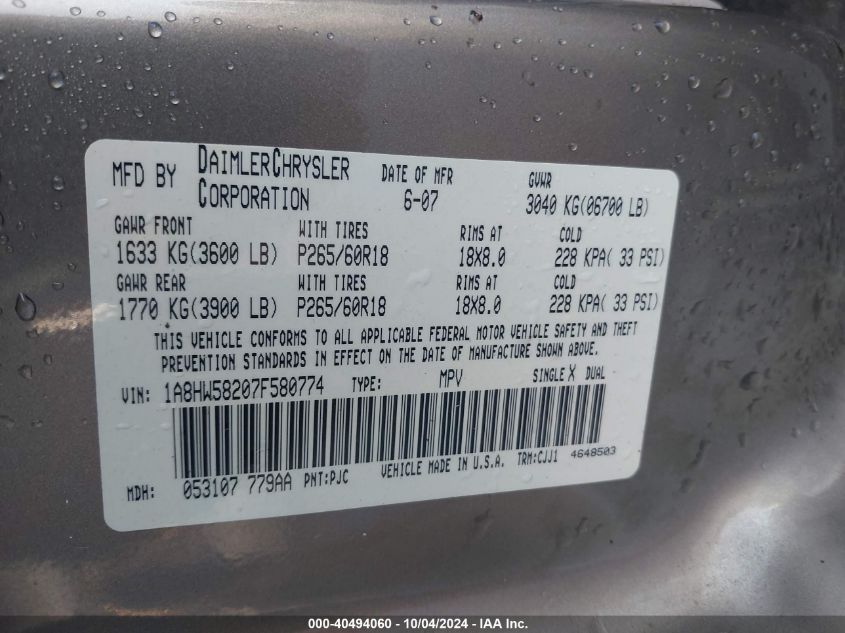 MFD BY DAIMLERCHRYSLER CORPORATION DATE OF MFR 6-07 GVWR 3040 KG(06700 LB)
GAWR FRONT WITH TIRES RIMS AT COLD
1633 KG(3600 LB) P265/60R18 18X8.0 228 KPA( 33 PSI)
GAWR REAR WITH TIRES RIMS AT COLD
1770 KG(3900 LB) P265/60R18 18X8.0 228 KPA( 33 PSI)
THIS VEHICLE CONFORMS TO ALL APPLICABLE FEDERAL MOTOR VEHICLE SAFETY AND THEFT
PREVENTION STANDARDS IN EFFECT ON THE DATE OF MANUFACTURE SHOWN ABOVE.
VIN: 1A8HW58207F580774 TYPE: MPV SINGLE X DUAL
MDH: 053107 779AA PNT:PJC VEHICLE MADE IN U.S.A. TRM:CJJ1 4648503
000-40494060 - 10/04/2024 - IAA Inc.